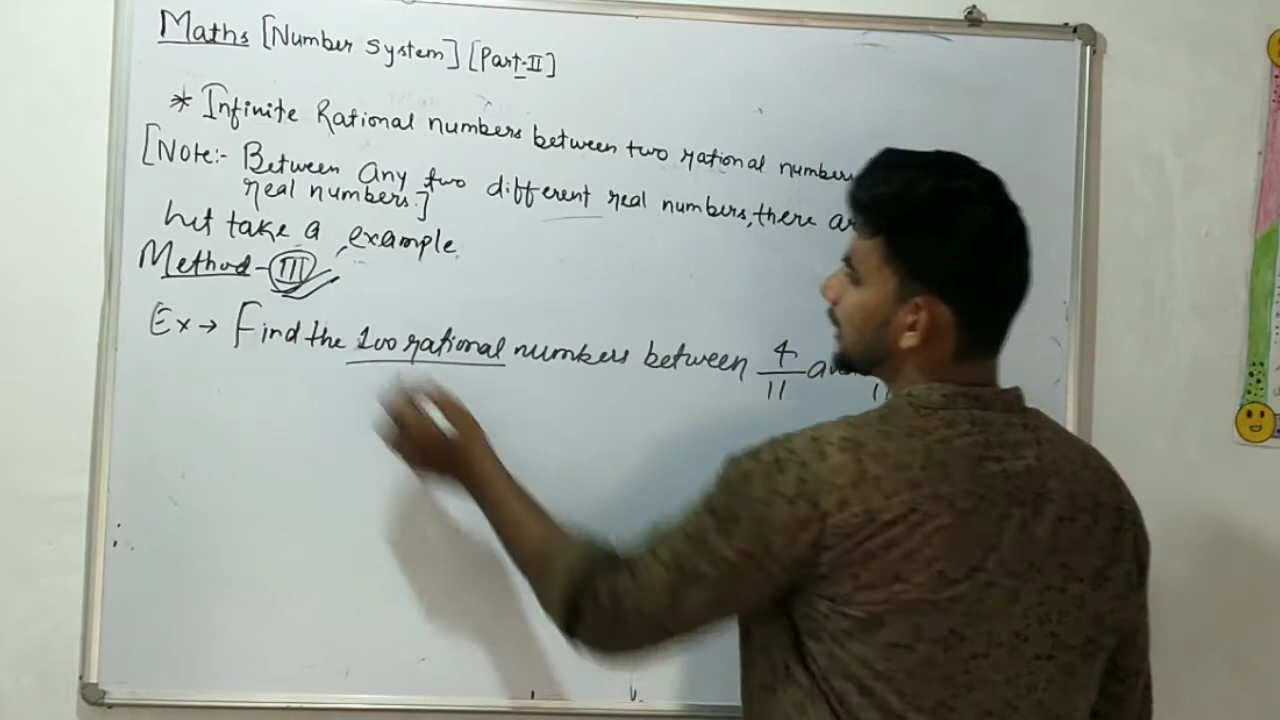 Maths [Number System] [Part-II]
* Infinite Rational numbers between two rational numbers
[Note:- Between any two different real numbers, there
real numbers.]
let take a example
Method - III
Ex → Find the 100 rational numbers between 4/11